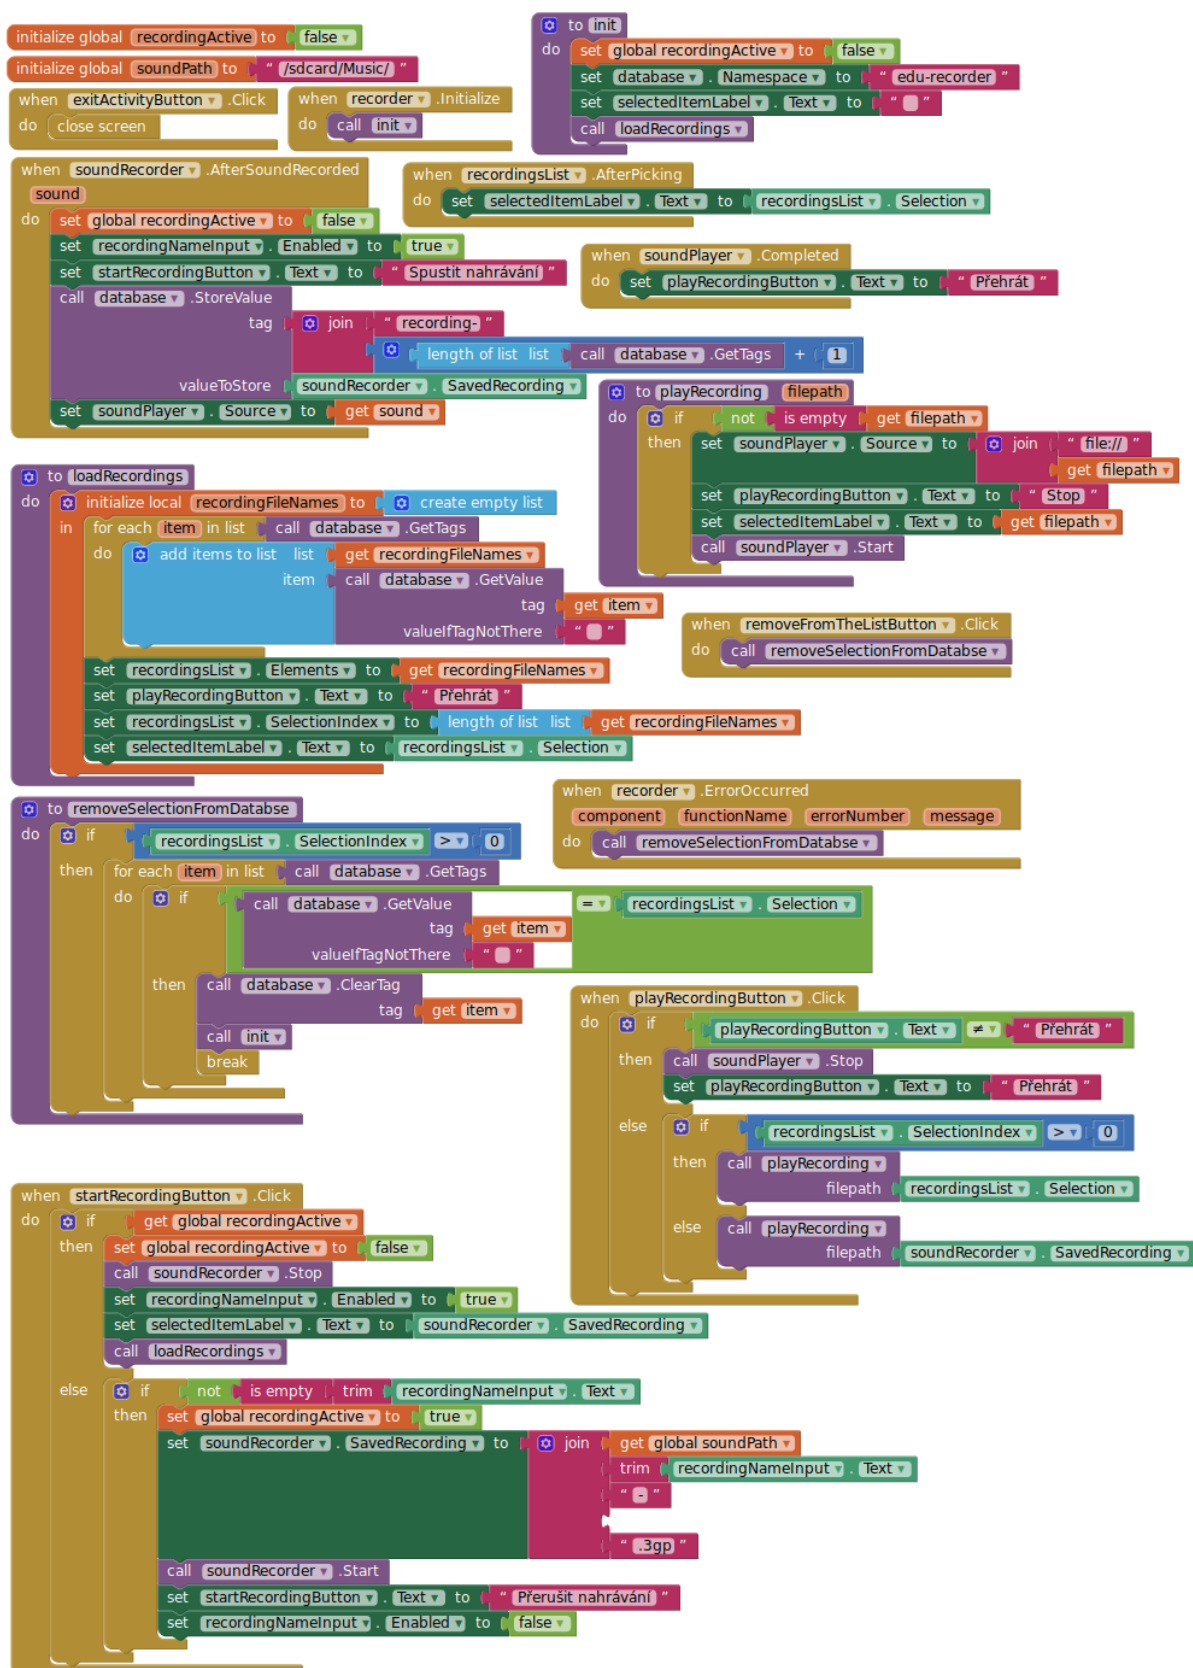 initialize global recordingActive to false
initialize global soundPath to " /sdcard/Music/ "
when exitActivityButton .Click
do close screen
when recorder .Initialize
do call init
to init
do set global recordingActive to false
set database . Namespace to " edu-recorder "
set selectedItemLabel . Text to " "
call loadRecordings
when soundRecorder .AfterSoundRecorded
sound
do set global recordingActive to false
set recordingNameInput . Enabled to true
set startRecordingButton . Text to " Spustit nahrávání "
call database .StoreValue
tag join " recording- "
length of list list call database .GetTags + 1
valueToStore soundRecorder . SavedRecording
set soundPlayer . Source to get sound
when recordingsList .AfterPicking
do set selectedItemLabel . Text to recordingsList . Selection
when soundPlayer .Completed
do set playRecordingButton . Text to " Přehrát "
to playRecording filepath
do if not is empty get filepath
then set soundPlayer . Source to join " file:// "
get filepath
set playRecordingButton . Text to " Stop "
set selectedItemLabel . Text to get filepath
call soundPlayer .Start
to loadRecordings
do initialize local recordingFileNames to create empty list
in for each item in list call database .GetTags
do add items to list list get recordingFileNames
item call database .GetValue
tag get item
valueIfTagNotThere " "
set recordingsList . Elements to get recordingFileNames
set playRecordingButton . Text to " Přehrát "
set recordingsList . SelectionIndex to length of list list get recordingFileNames
set selectedItemLabel . Text to recordingsList . Selection
when removeFromTheListButton .Click
do call removeSelectionFromDatabse
to removeSelectionFromDatabse
do if recordingsList . SelectionIndex > 0
then for each item in list call database .GetTags
do if call database .GetValue = recordingsList . Selection
tag get item
valueIfTagNotThere " "
then call database .ClearTag
tag get item
call init
break
when recorder .ErrorOccurred
component functionName errorNumber message
do call removeSelectionFromDatabse
when playRecordingButton .Click
do if playRecordingButton . Text ≠ " Přehrát "
then call soundPlayer .Stop
set playRecordingButton . Text to " Přehrát "
else if recordingsList . SelectionIndex > 0
then call playRecording
filepath recordingsList . Selection
else call playRecording
filepath soundRecorder . SavedRecording
when startRecordingButton .Click
do if get global recordingActive
then set global recordingActive to false
call soundRecorder .Stop
set recordingNameInput . Enabled to true
set selectedItemLabel . Text to soundRecorder . SavedRecording
call loadRecordings
else if not is empty trim recordingNameInput . Text
then set global recordingActive to true
set soundRecorder . SavedRecording to join get global soundPath
trim recordingNameInput . Text
" - "
" .3gp "
call soundRecorder .Start
set startRecordingButton . Text to " Přerušit nahrávání "
set recordingNameInput . Enabled to false